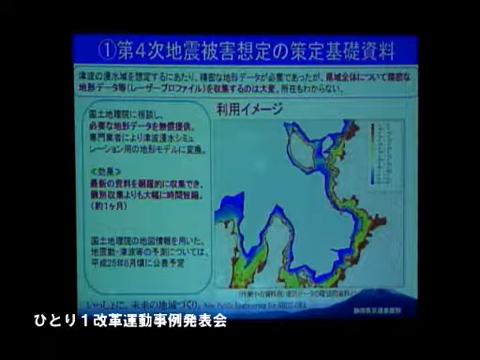 ①第4次地震被害想定の策定基礎資料
津波の浸水域を想定するにあたり、精密な地形データが必要であったが、県域全体について精密な
地形データ等(レーザープロファイル)を収集するのは大変。所在もわからない。
国土地理院に相談し、
必要な地形データを無償提供。
専門業者により津波浸水シミュ
レーション用の地形モデルに変換。
≪効果≫
最新の資料を網羅的に収集でき、
個別収集よりも大幅に時間短縮。
(約1ヶ月)
国土地理院の地図情報を用いた、
地震動・津波等の予測については、
平成25年6月頃に公表予定
利用イメージ
いっしょに、未来の地域づくり。
ひとり1改革運動事例発表会